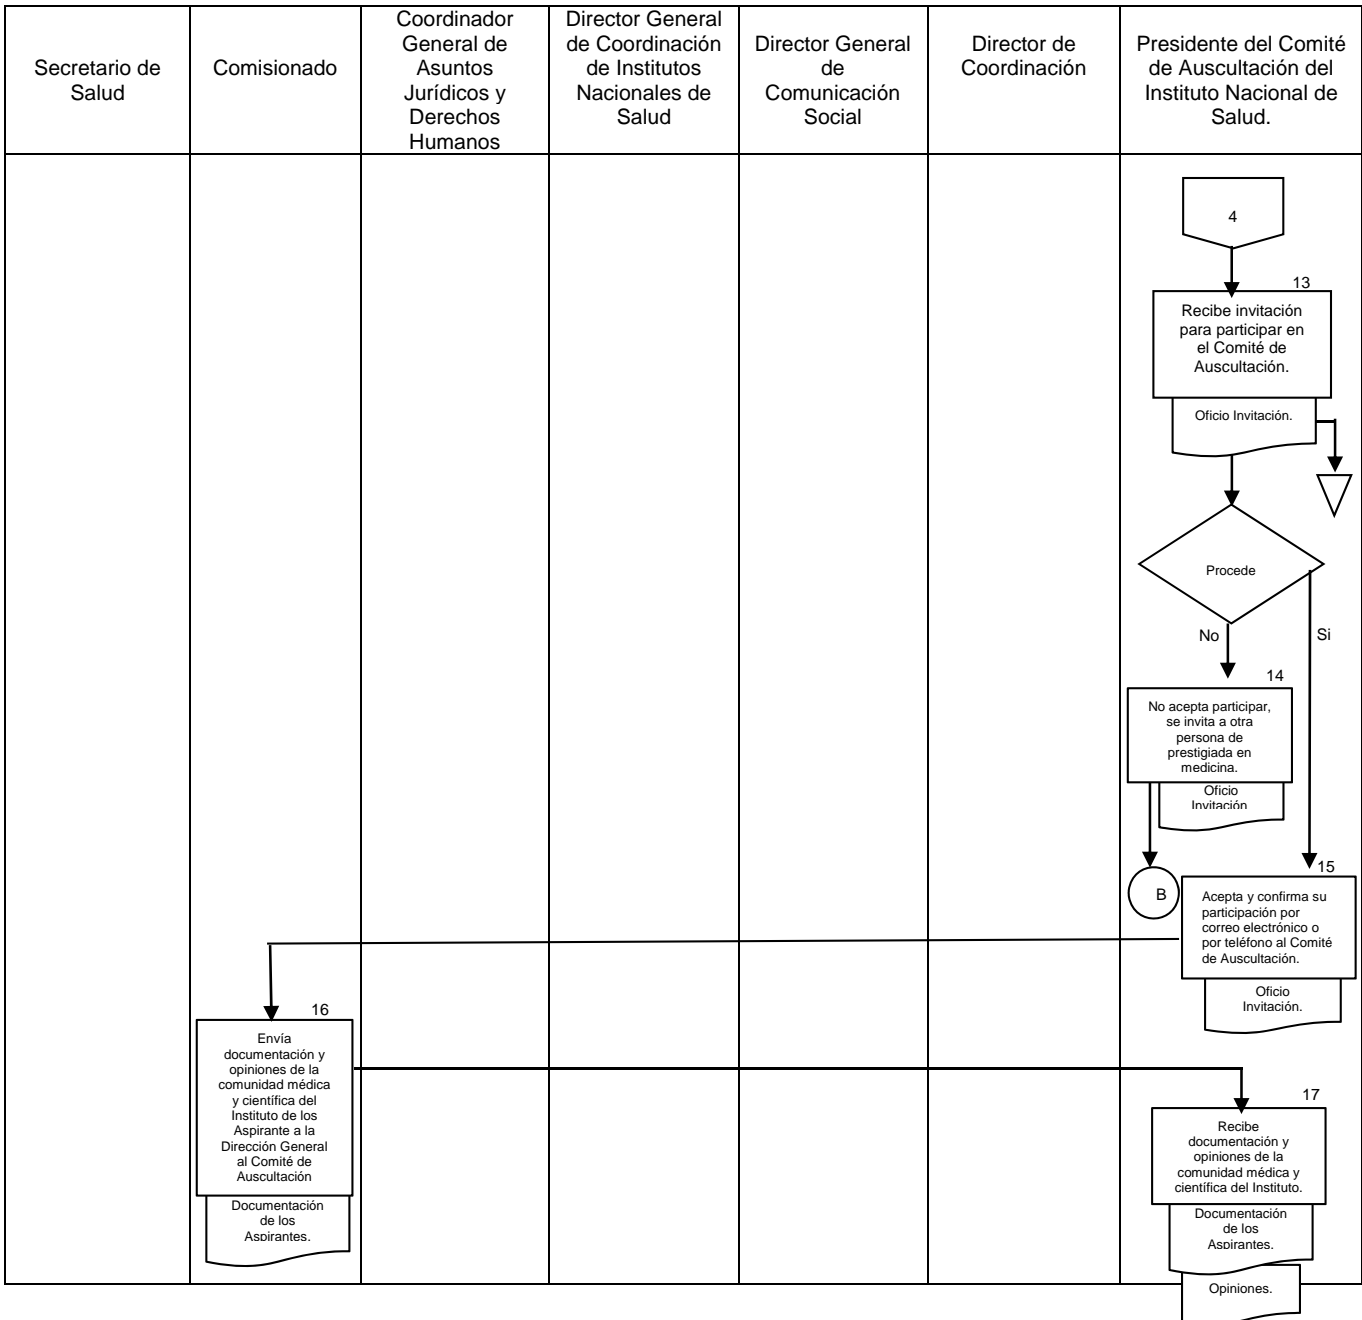 Secretario de
Salud
Comisionado
Coordinador
General de
Asuntos
Jurídicos y
Derechos
Humanos
Director General
de Coordinación
de Institutos
Nacionales de
Salud
Director General
de
Comunicación
Social
Director de
Coordinación
Presidente del Comité
de Auscultación del
Instituto Nacional de
Salud.
4
13
Recibe invitación
para participar en
el Comité de
Auscultación.
Oficio Invitación.
Procede
No
Si
14
No acepta participar,
se invita a otra
persona de
prestigiada en
medicina.
Oficio
Invitación
B
15
Acepta y confirma su
participación por
correo electrónico o
por teléfono al Comité
de Auscultación.
Oficio
Invitación.
16
Envía
documentación y
opiniones de la
comunidad médica
y científica del
Instituto de los
Aspirante a la
Dirección General
al Comité de
Auscultación
Documentación
de los
Aspirantes.
17
Recibe
documentación y
opiniones de la
comunidad médica y
científica del Instituto.
Documentación
de los
Aspirantes.
Opiniones.